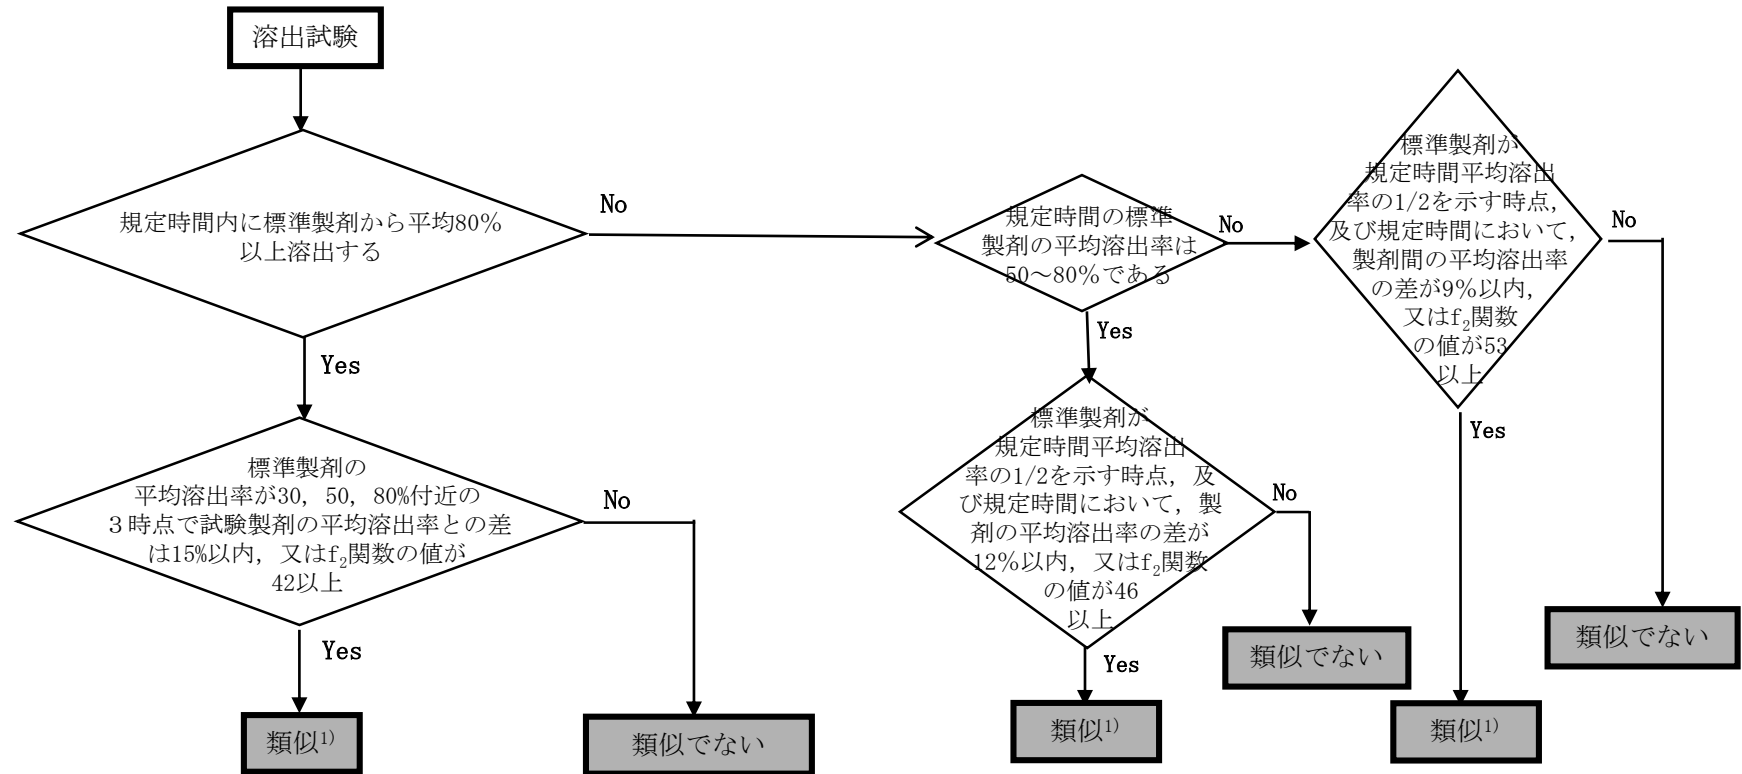 溶出試験
規定時間内に標準製剤から平均80%
以上溶出する
No
Yes
標準製剤の
平均溶出率が30, 50, 80%付近の
３時点で試験製剤の平均溶出率との差
は15%以内, 又はf₂関数の値が
42以上
No
Yes
類似¹⁾
類似でない
規定時間の標準
製剤の平均溶出率は
50～80%である
No
Yes
標準製剤が
規定時間平均溶出
率の1/2を示す時点, 及
び規定時間において, 製
剤の平均溶出率の差が
12%以内, 又はf₂関数
の値が46
以上
No
Yes
類似¹⁾
類似でない
標準製剤が
規定時間平均溶出
率の1/2を示す時点,
及び規定時間において,
製剤間の平均溶出率
の差が9%以内,
又はf₂関数
の値が53
以上
No
Yes
類似¹⁾
類似でない